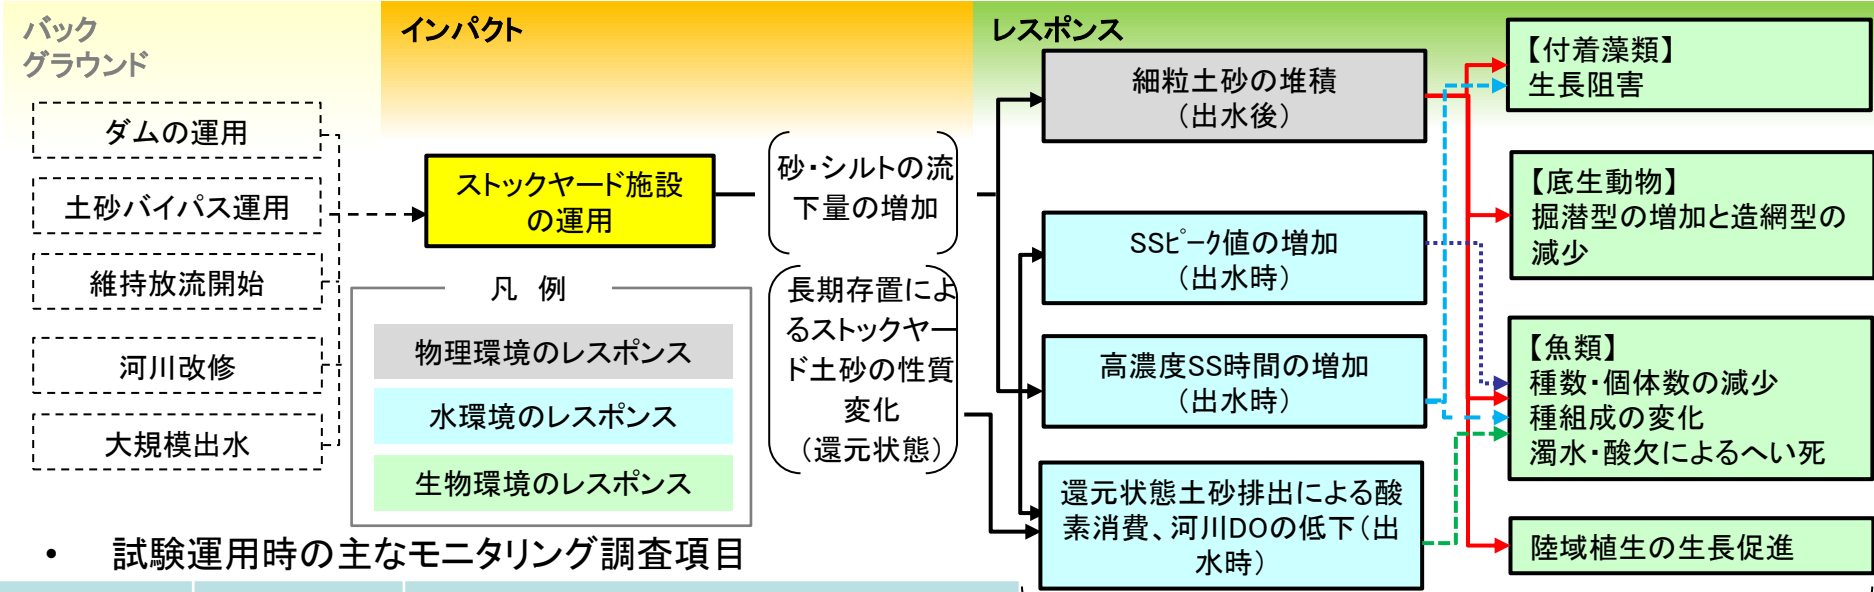 バック
グラウンド
インパクト
レスポンス
ダムの運用
土砂バイパス運用
維持放流開始
河川改修
大規模出水
ストックヤード施設
の運用
砂・シルトの流
下量の増加
長期存置によ
るストックヤー
ド土砂の性質
変化
（還元状態）
凡 例
物理環境のレスポンス
水環境のレスポンス
生物環境のレスポンス
細粒土砂の堆積
（出水後）
SSﾋﾟｰｸ値の増加
（出水時）
高濃度SS時間の増加
（出水時）
還元状態土砂排出による酸
素消費、河川DOの低下（出
水時）
【付着藻類】
生長阻害
【底生動物】
掘潜型の増加と造網型の
減少
【魚類】
種数・個体数の減少
種組成の変化
濁水・酸欠によるへい死
陸域植生の生長促進
• 試験運用時の主なモニタリング調査項目